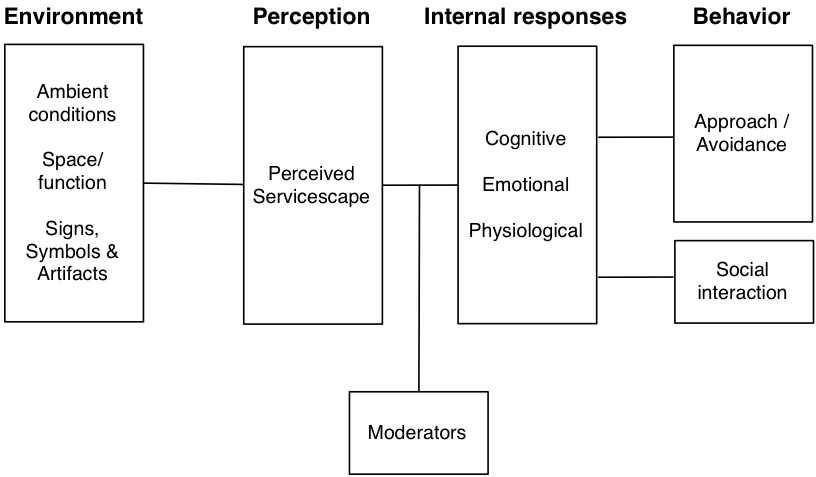 Environment
Perception
Internal responses
Behavior
Ambient
conditions
Space/
function
Signs,
Symbols &
Artifacts
Perceived
Servicescape
Cognitive
Emotional
Physiological
Approach /
Avoidance
Social
interaction
Moderators